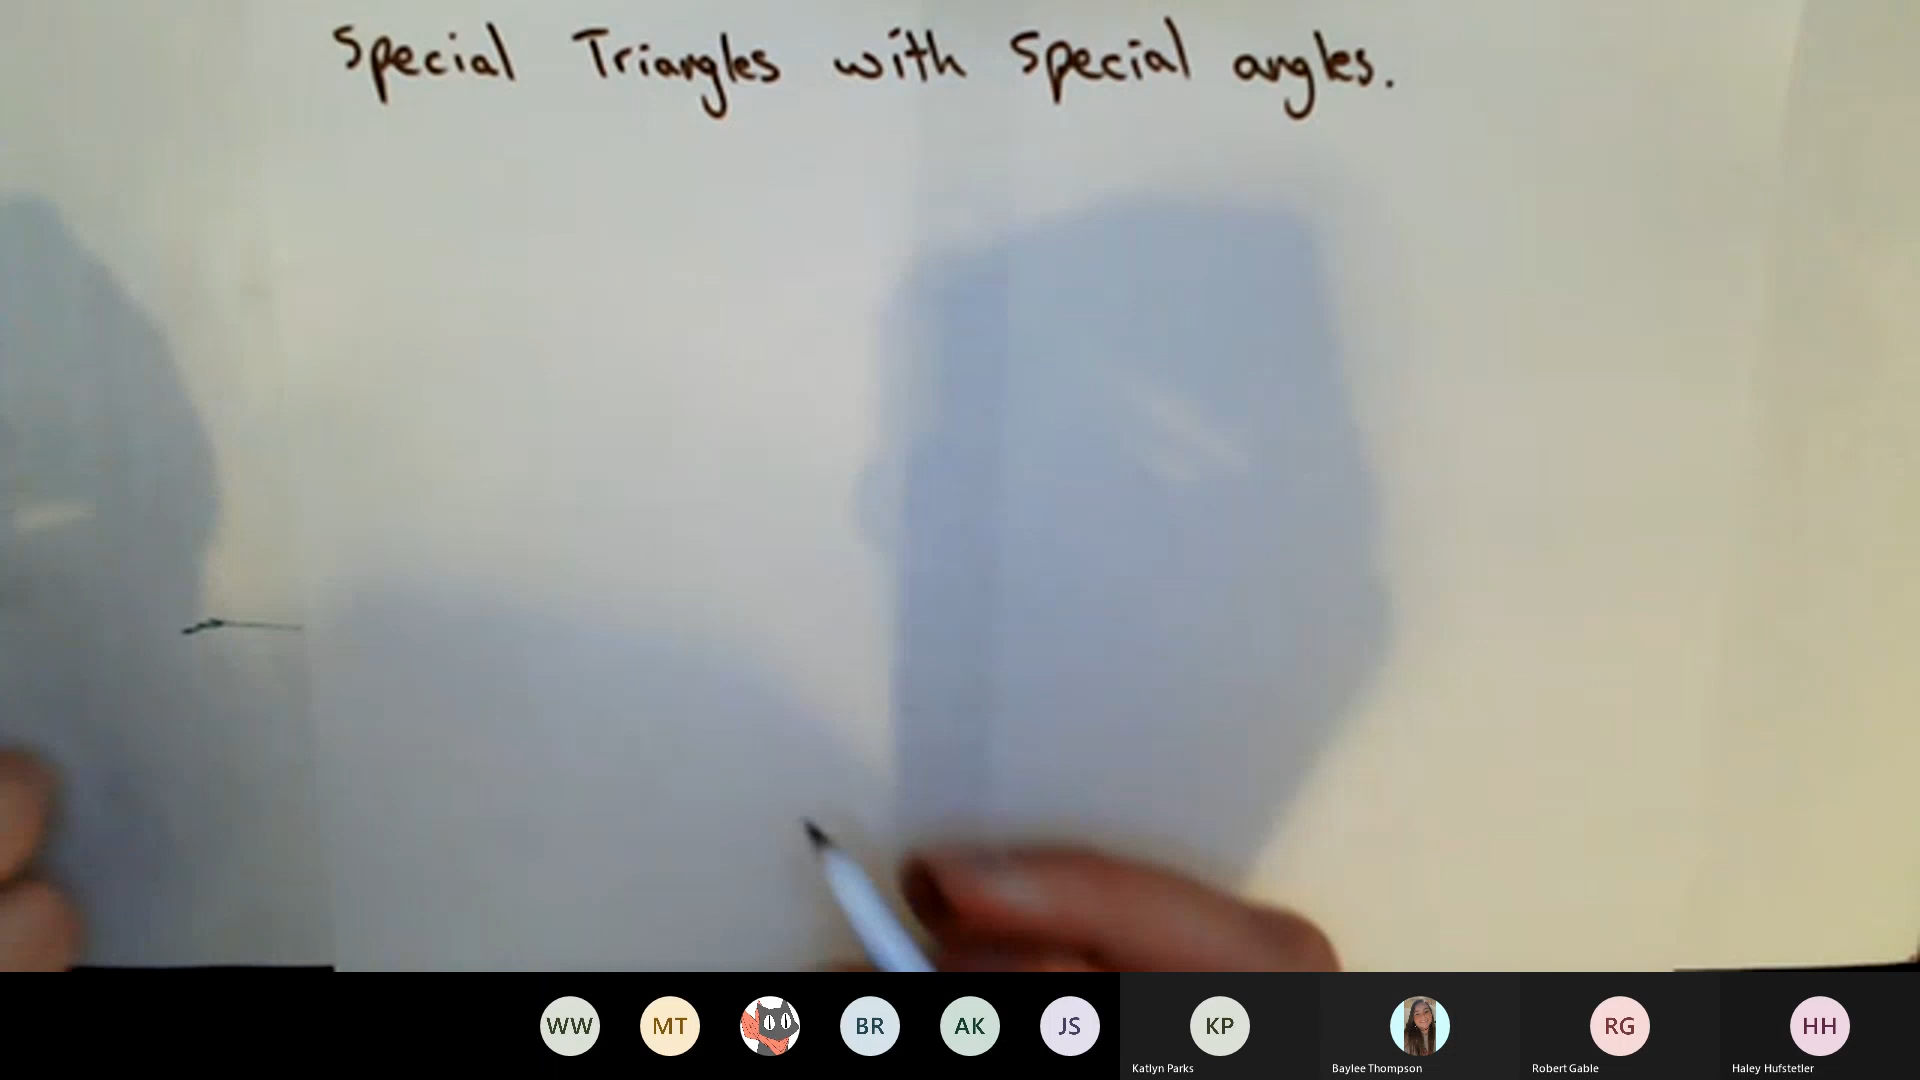 Special Triangles with Special angles.
WW MT BR AK JS KP RG HH
Katlyn Parks Baylee Thompson Robert Gable Haley Hufstetler